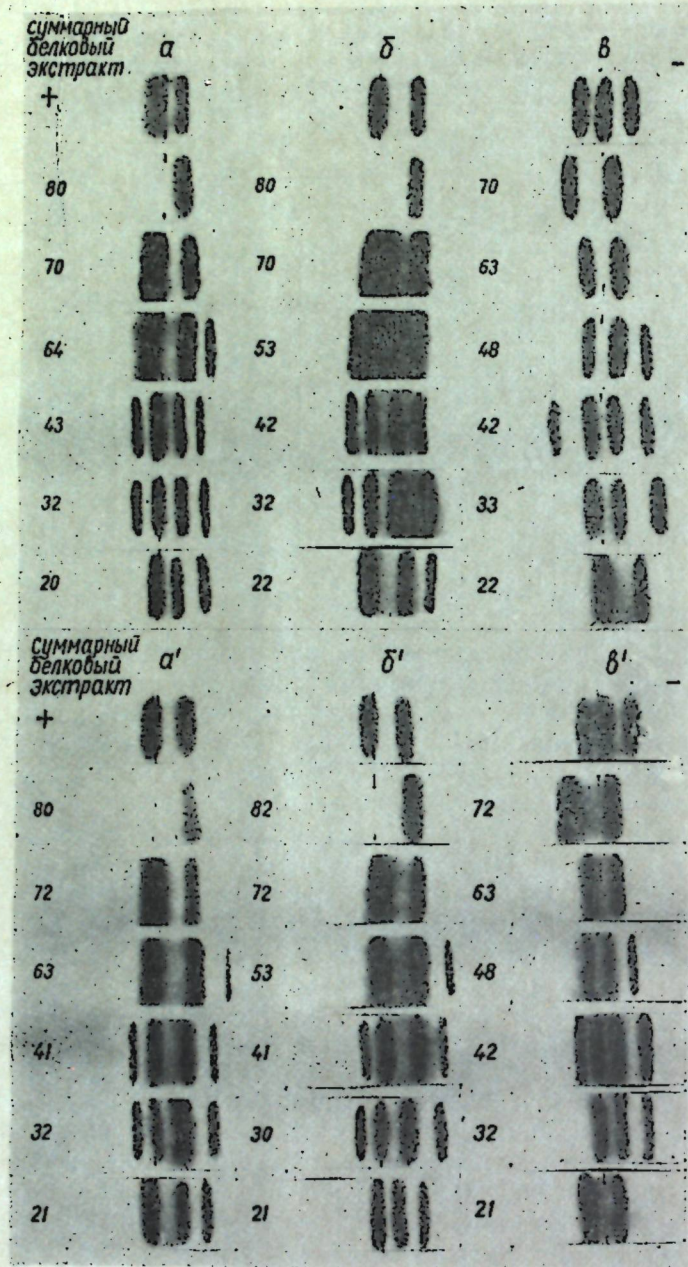 суммарный
белковый
экстракт
а б в
+ −
80 80 70
70 70 63
64 53 48
43 42 42
32 32 33
20 22 22
суммарный
белковый
экстракт
а' б' в'
+ −
80 82 72
72 72 63
63 53 48
41 41 42
32 30 32
21 21 21